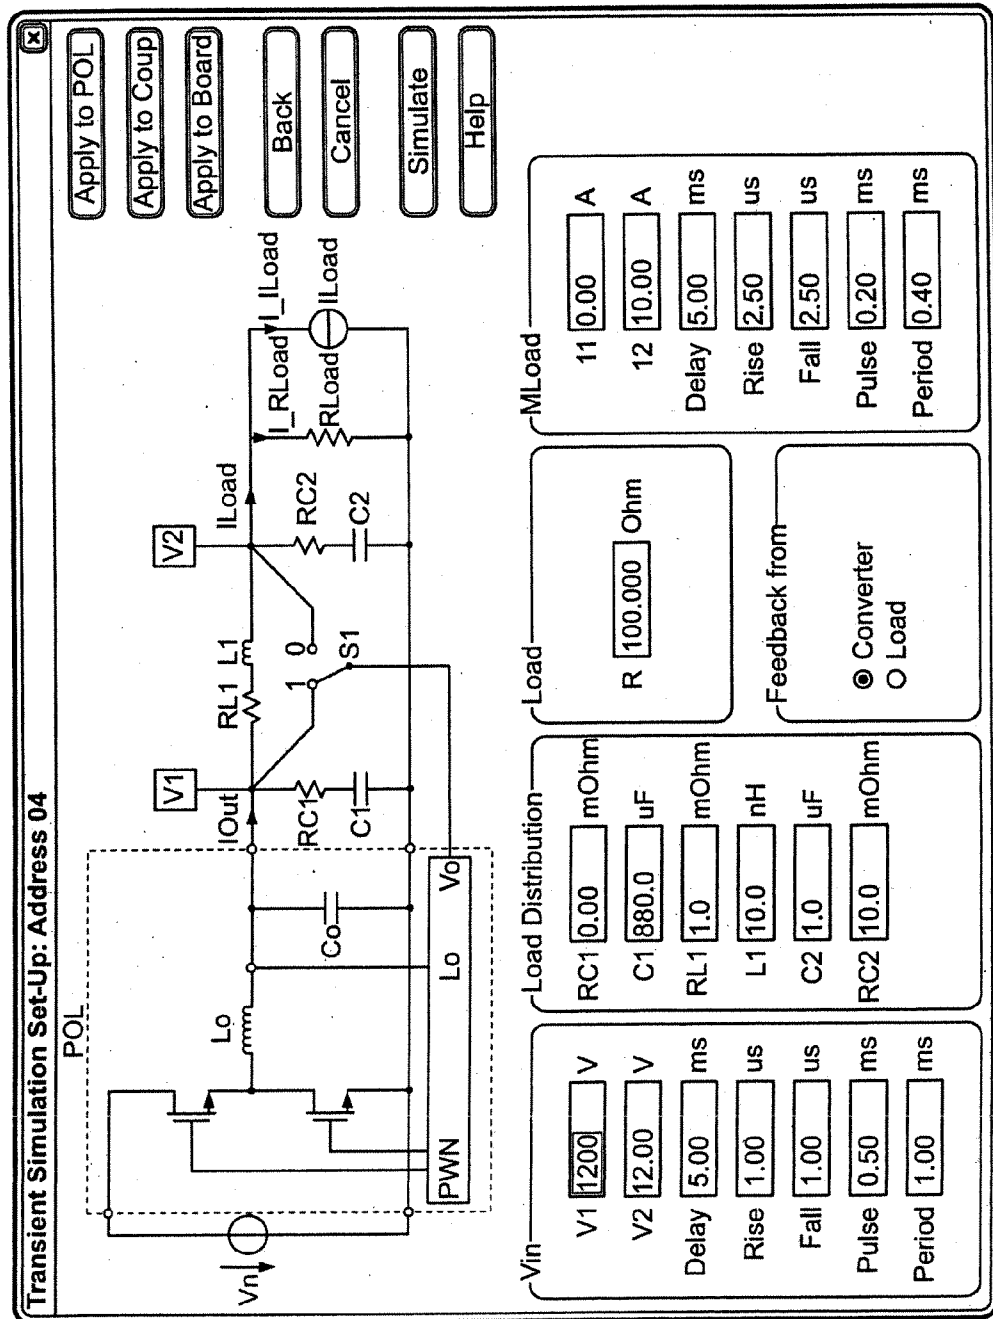 Transient Simulation Set-Up: Address 04
x
POL
Vn
Lo
Co
PWN
Lo
Vo
IOut
V1
RC1
C1
RL1
L1
1
0
S1
V2
ILoad
RC2
C2
I_RLoad
RLoad
I_ILoad
ILoad
Apply to POL
Apply to Coup
Apply to Board
Back
Cancel
Simulate
Help
Vin
V1 1200 V
V2 12.00 V
Delay 5.00 ms
Rise 1.00 us
Fall 1.00 us
Pulse 0.50 ms
Period 1.00 ms
Load Distribution
RC1 0.00 mOhm
C1 880.0 uF
RL1 1.0 mOhm
L1 10.0 nH
C2 1.0 uF
RC2 10.0 mOhm
Load
R 100.000 Ohm
Feedback from
Converter
Load
MLoad
11 0.00 A
12 10.00 A
Delay 5.00 ms
Rise 2.50 us
Fall 2.50 us
Pulse 0.20 ms
Period 0.40 ms